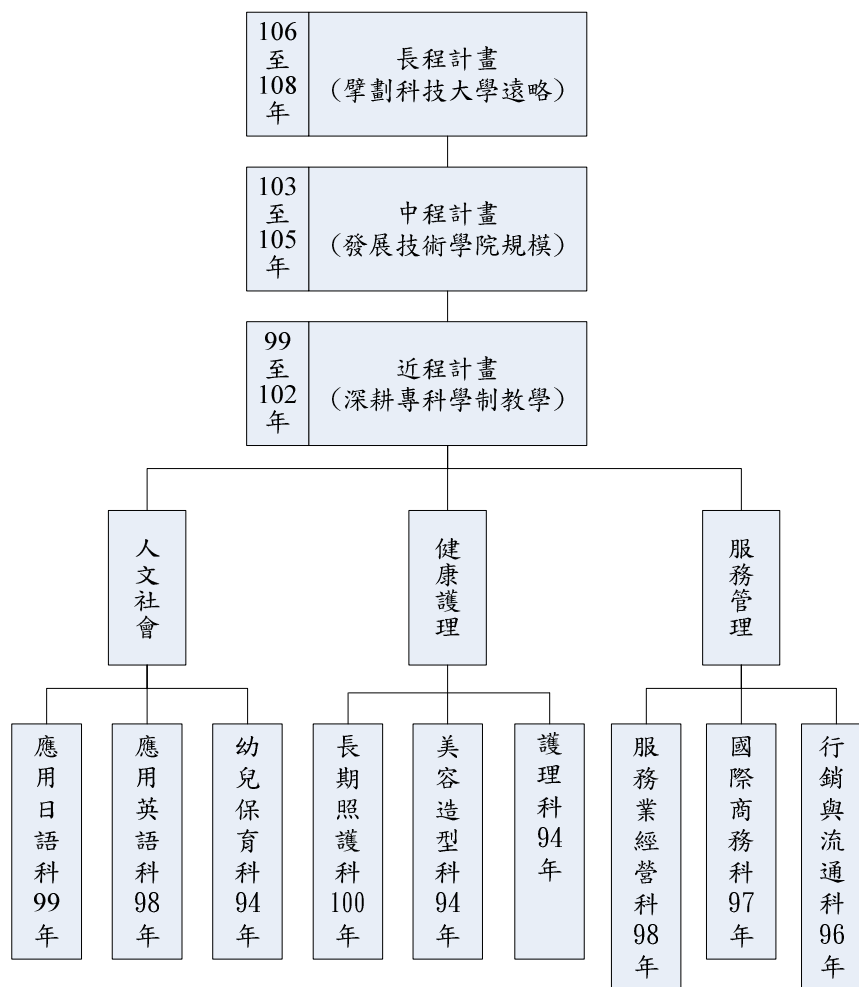 106
至
108
年
長程計畫
(擘劃科技大學遠略)
103
至
105
年
中程計畫
(發展技術學院規模)
99
至
102
年
近程計畫
(深耕專科學制教學)
人文社會
健康護理
服務管理
應用日語科99年
應用英語科98年
幼兒保育科94年
長期照護科100年
美容造型科94年
護理科94年
服務業經營科98年
國際商務科97年
行銷與流通科96年